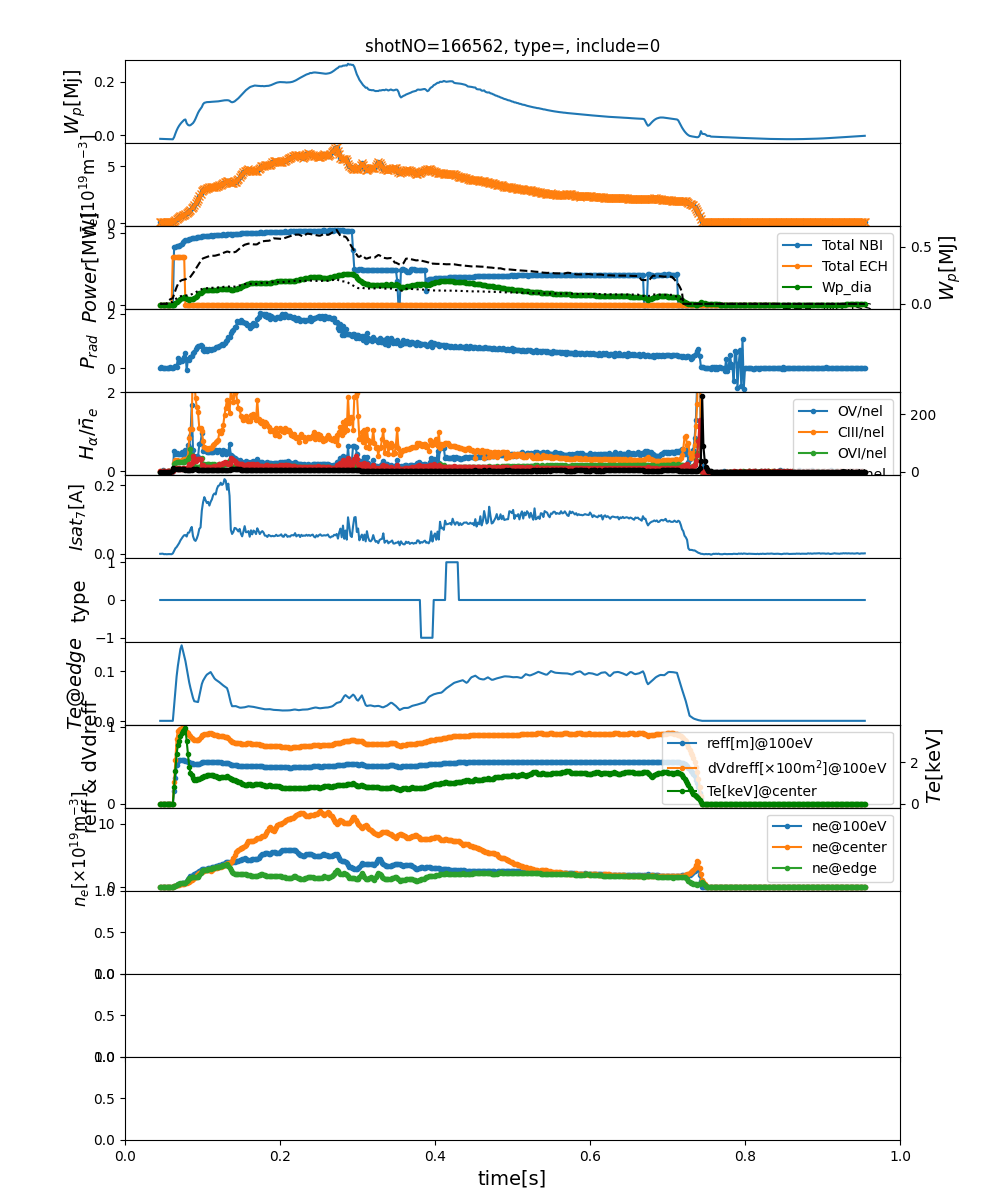 shotNO=166562, type=, include=0
W_p[MJ]
0.2
0.0
[10^19m^-3]
5
0
Power[MW]
5
0
Total NBI
Total ECH
Wp_dia
0.5
0.0
W_p[MJ]
P_rad
2
0
H_α/n̄_e
2
0
OV/nel
CIII/nel
OVI/nel
200
0
Isat_7[A]
0.2
0.0
type
1
0
−1
Te@edge
0.1
0.0
reff & dVdreff
1
0
reff[m]@100eV
dVdreff[×100m^2]@100eV
Te[keV]@center
2
0
Te[keV]
n_e[×10^19m^-3]
10
0
ne@100eV
ne@center
ne@edge
1.0
0.5
0.0
1.0
0.5
0.0
1.0
0.5
0.0
0.0 0.2 0.4 0.6 0.8 1.0
time[s]